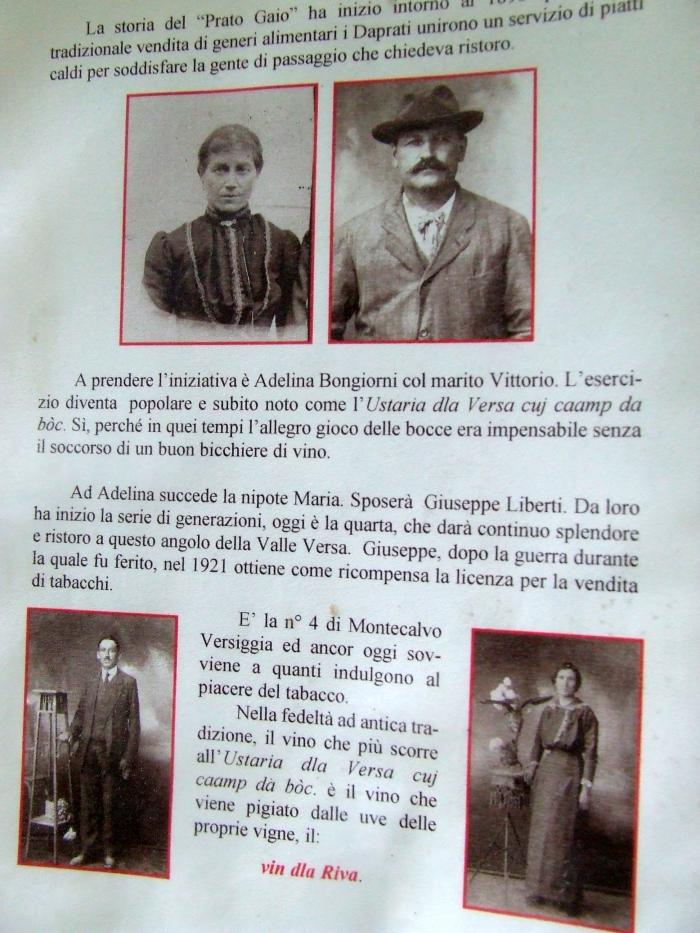 La storia del “Prato Gaio” ha inizio intorno al
tradizionale vendita di generi alimentari i Daprati unirono un servizio di piatti
caldi per soddisfare la gente di passaggio che chiedeva ristoro.
A prendere l’iniziativa è Adelina Bongiorni col marito Vittorio. L’eserci-
zio diventa popolare e subito noto come l’Ustaria dla Versa cuj caamp da
bòc. Sì, perché in quei tempi l’allegro gioco delle bocce era impensabile senza
il soccorso di un buon bicchiere di vino.
Ad Adelina succede la nipote Maria. Sposerà Giuseppe Liberti. Da loro
ha inizio la serie di generazioni, oggi è la quarta, che darà continuo splendore
e ristoro a questo angolo della Valle Versa. Giuseppe, dopo la guerra durante
la quale fu ferito, nel 1921 ottiene come ricompensa la licenza per la vendita
di tabacchi.
E’ la n° 4 di Montecalvo
Versiggia ed ancor oggi sov-
viene a quanti indulgono al
piacere del tabacco.
Nella fedeltà ad antica tra-
dizione, il vino che più scorre
all’Ustaria dla Versa cuj
caamp dà bòc. è il vino che
viene pigiato dalle uve delle
proprie vigne, il:
vin dla Riva.